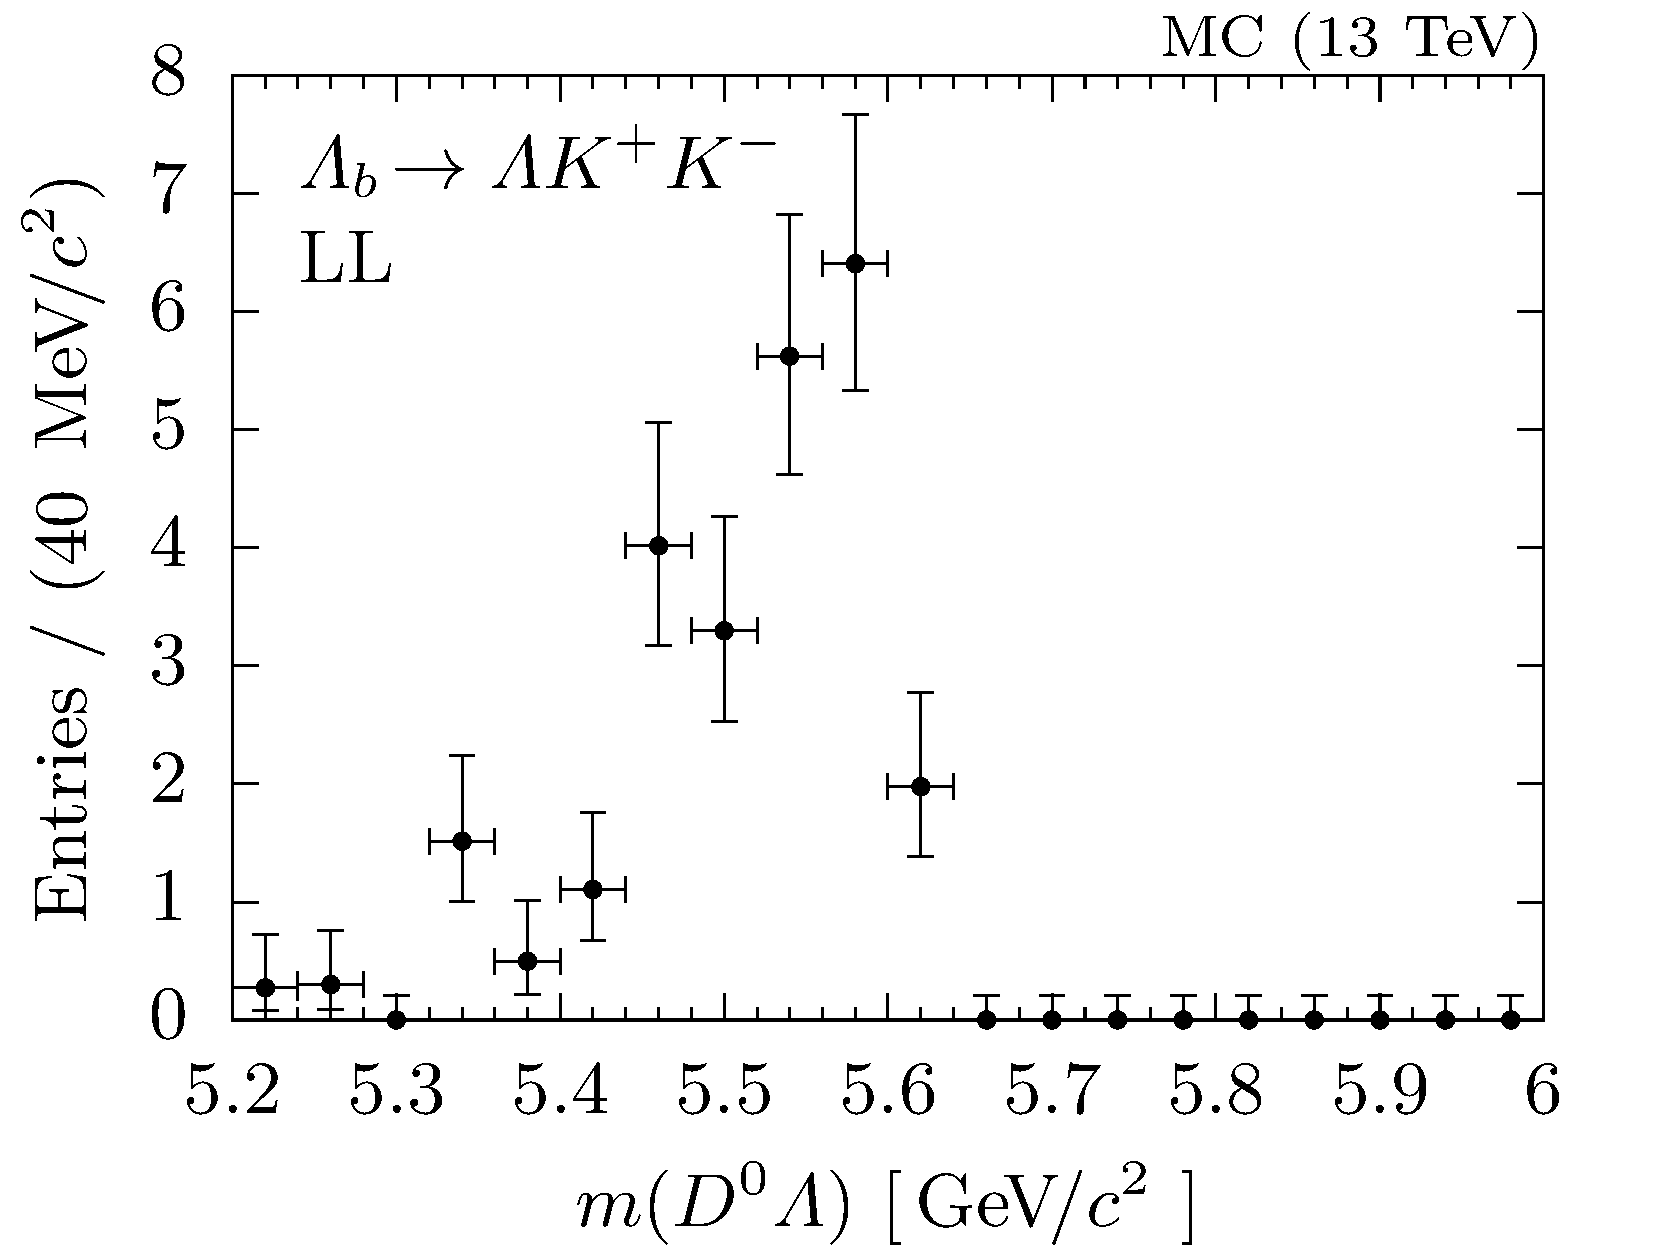 MC (13 TeV)
Λb → ΛK⁺K⁻
LL
Entries / (40 MeV/c²)
8
7
6
5
4
3
2
1
0
5.2 5.3 5.4 5.5 5.6 5.7 5.8 5.9 6
m(D⁰Λ) [ GeV/c² ]